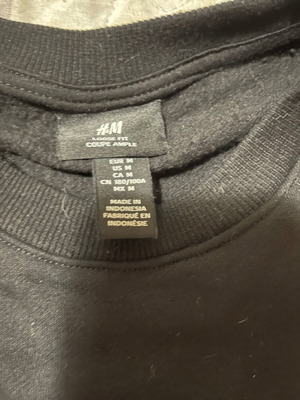 H&M
LOOSE FIT
COUPE AMPLE
EUR M
US M
CA M
CN 180/100A
MX M
MADE IN
INDONESIA
FABRIQUÉ EN
INDONÉSIE